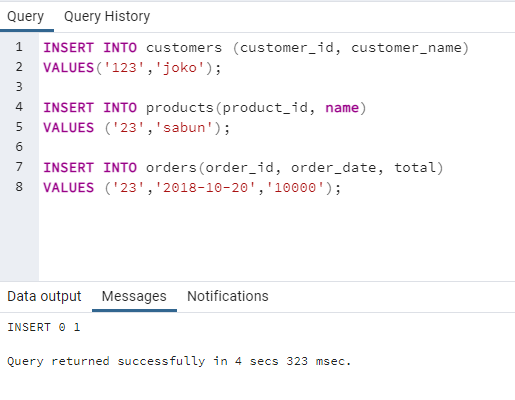 Query Query History
1 INSERT INTO customers (customer_id, customer_name)
2 VALUES('123','joko');
3
4 INSERT INTO products(product_id, name)
5 VALUES ('23','sabun');
6
7 INSERT INTO orders(order_id, order_date, total)
8 VALUES ('23','2018-10-20','10000');
Data output Messages Notifications
INSERT 0 1
Query returned successfully in 4 secs 323 msec.